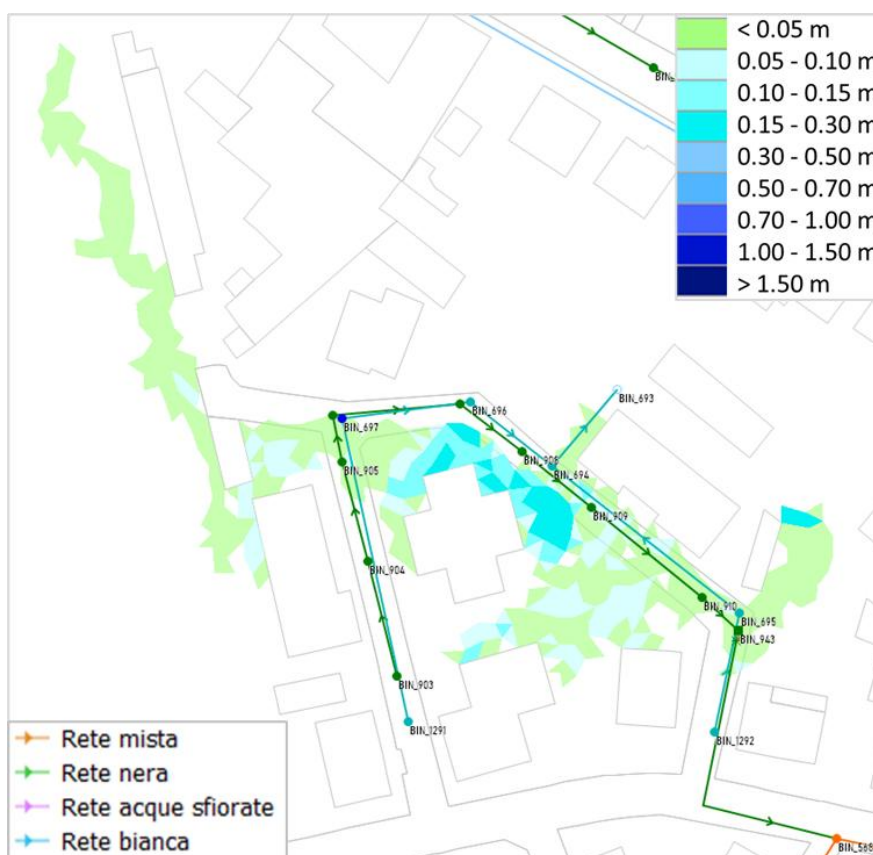 < 0.05 m
0.05 - 0.10 m
0.10 - 0.15 m
0.15 - 0.30 m
0.30 - 0.50 m
0.50 - 0.70 m
0.70 - 1.00 m
1.00 - 1.50 m
> 1.50 m
BIN_693
BIN_696
BIN_697
BIN_908
BIN_905
BIN_694
BIN_909
BIN_904
BIN_910
BIN_695
BIN_943
BIN_903
BIN_1291
BIN_1292
BIN_568
Rete mista
Rete nera
Rete acque sfiorate
Rete bianca